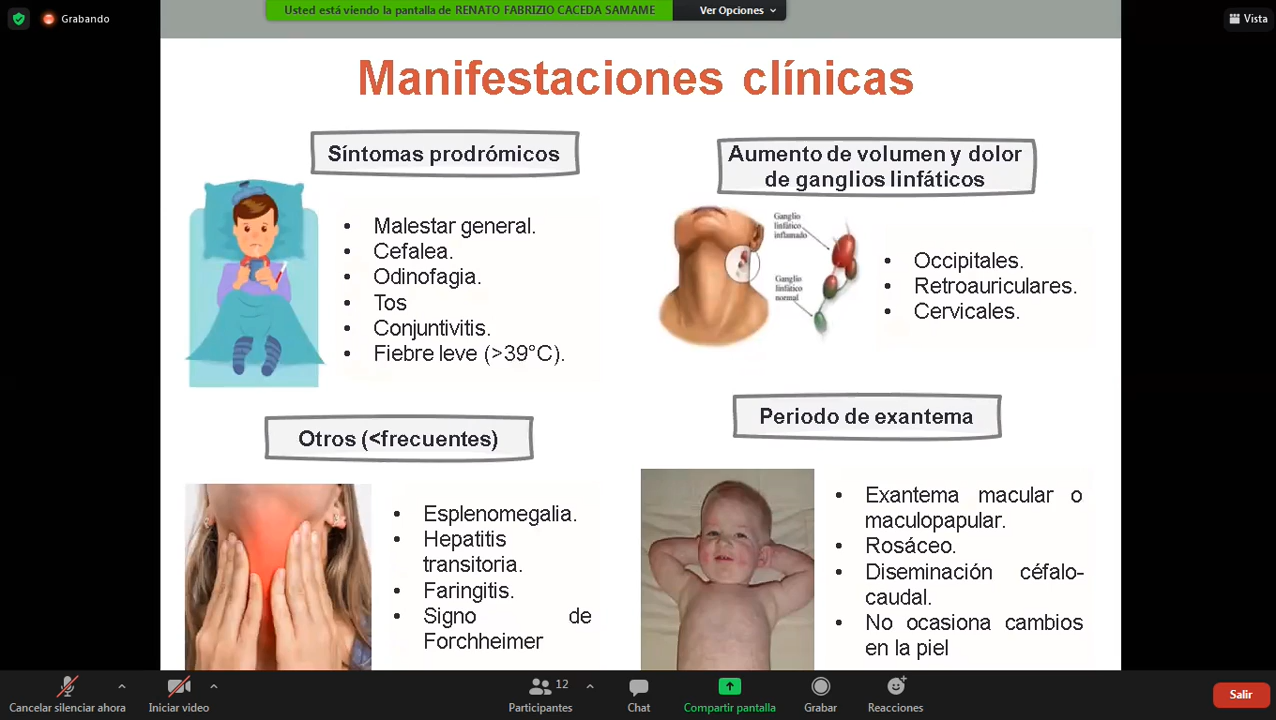 Grabando
Usted está viendo la pantalla de RENATO FABRIZIO CACEDA SAMAME
Ver Opciones
Vista
Manifestaciones clínicas
Síntomas prodrómicos
• Malestar general.
• Cefalea.
• Odinofagia.
• Tos
• Conjuntivitis.
• Fiebre leve (>39°C).
Aumento de volumen y dolor
de ganglios linfáticos
Ganglio
linfático
inflamado
Ganglio
linfático
normal
• Occipitales.
• Retroauriculares.
• Cervicales.
Otros (<frecuentes)
• Esplenomegalia.
• Hepatitis
transitoria.
• Faringitis.
• Signo de
Forchheimer
Periodo de exantema
• Exantema macular o
maculopapular.
• Rosáceo.
• Diseminación céfalo-
caudal.
• No ocasiona cambios
en la piel
Cancelar silenciar ahora
Iniciar video
12
Participantes
Chat
Compartir pantalla
Grabar
Reacciones
Salir